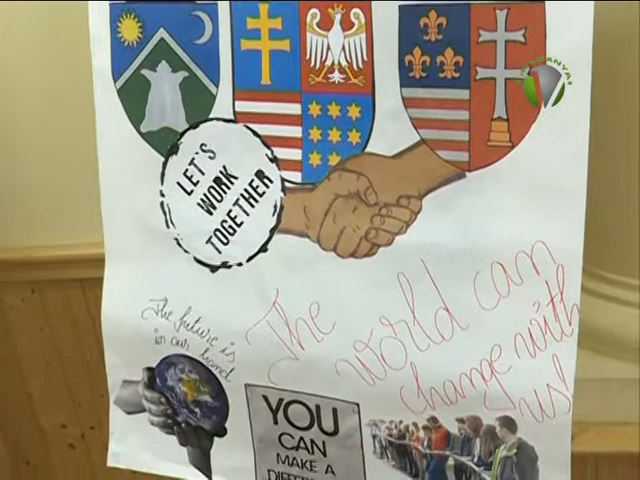 LET'S
WORK
TOGETHER
The future is
in our hand
The
world can
change with
us!
YOU
CAN
MAKE A